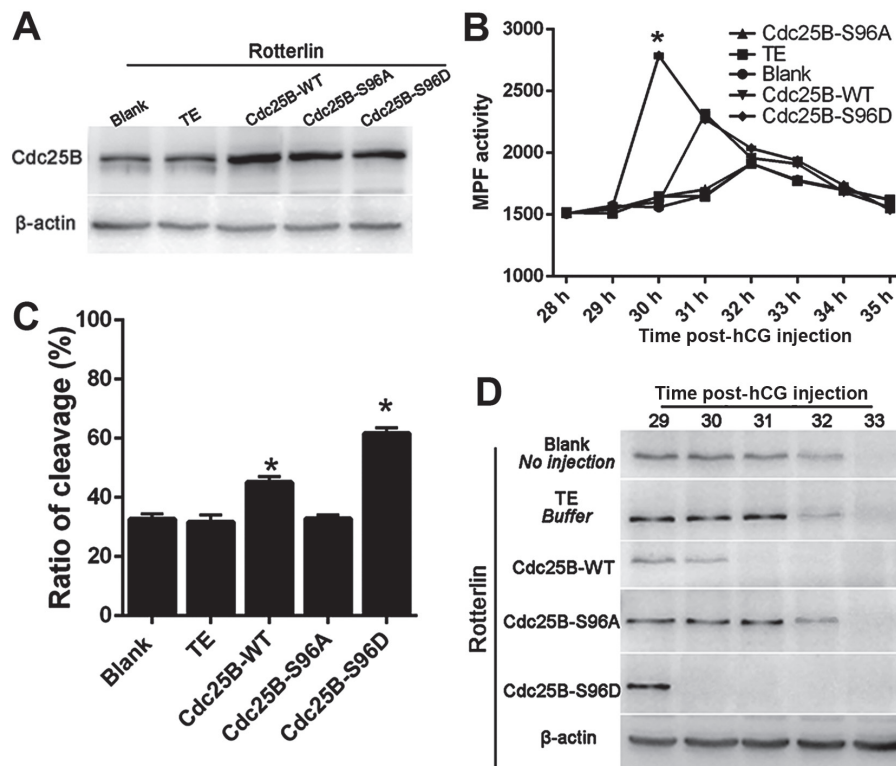 A
Rotterlin
Blank
TE
Cdc25B-WT
Cdc25B-S96A
Cdc25B-S96D
Cdc25B
β-actin
B
3000
2500
2000
1500
1000
MPF activity
*
Cdc25B-S96A
TE
Blank
Cdc25B-WT
Cdc25B-S96D
28 h
29 h
30 h
31 h
32 h
33 h
34 h
35 h
Time post-hCG injection
C
100
80
60
40
20
0
Ratio of cleavage (%)
*
*
Blank
TE
Cdc25B-WT
Cdc25B-S96A
Cdc25B-S96D
D
Time post-hCG injection
29 30 31 32 33
Rotterlin
Blank
No injection
TE
Buffer
Cdc25B-WT
Cdc25B-S96A
Cdc25B-S96D
β-actin